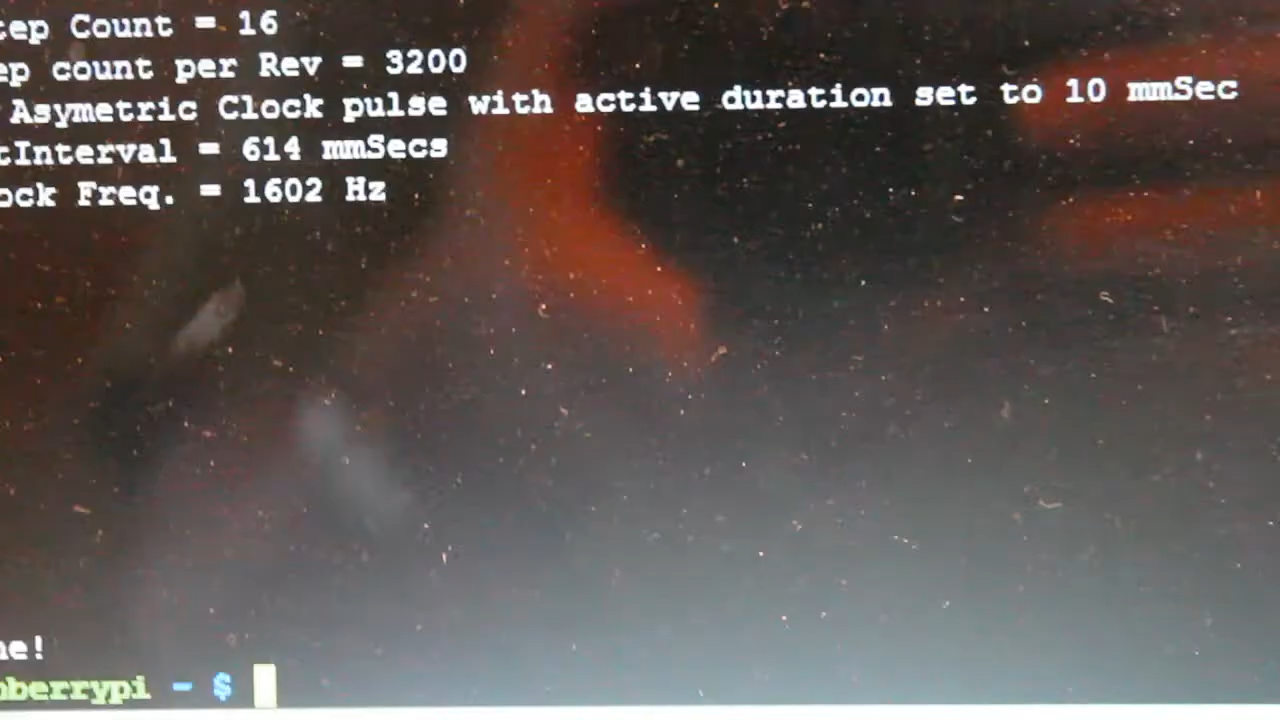 tep Count = 16
ep count per Rev = 3200
Asymetric Clock pulse with active duration set to 10 mmSec
tInterval = 614 mmSecs
ock Freq. = 1602 Hz
ne!
berrypi ~ $